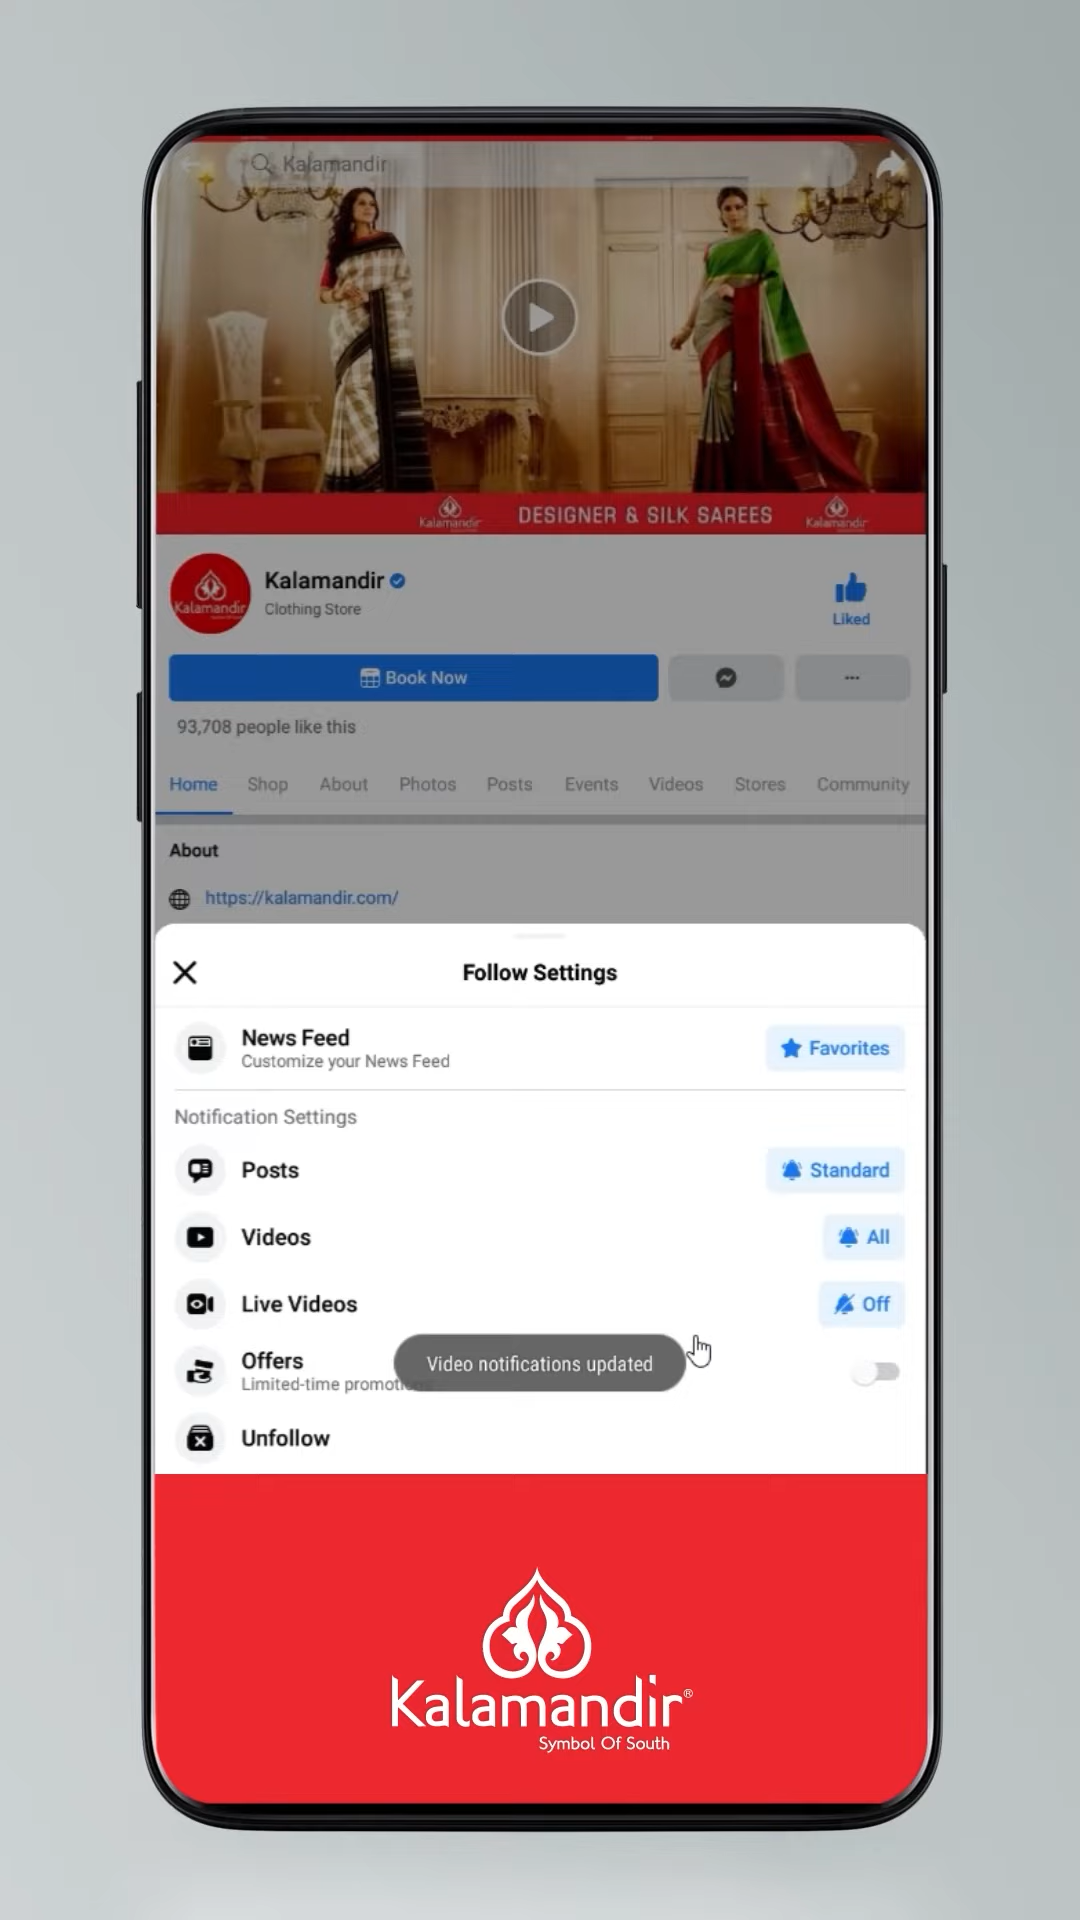 Kalamandir
Kalamandir
DESIGNER & SILK SAREES
Kalamandir
Kalamandir
Kalamandir
Clothing Store
Liked
Book Now
...
93,708 people like this
Home Shop About Photos Posts Events Videos Stores Community
About
https://kalamandir.com/
Follow Settings
News Feed
Customize your News Feed
Favorites
Notification Settings
Posts
Standard
Videos
All
Live Videos
Off
Offers
Limited-time promotions
Video notifications updated
Unfollow
Kalamandir®
Symbol Of South